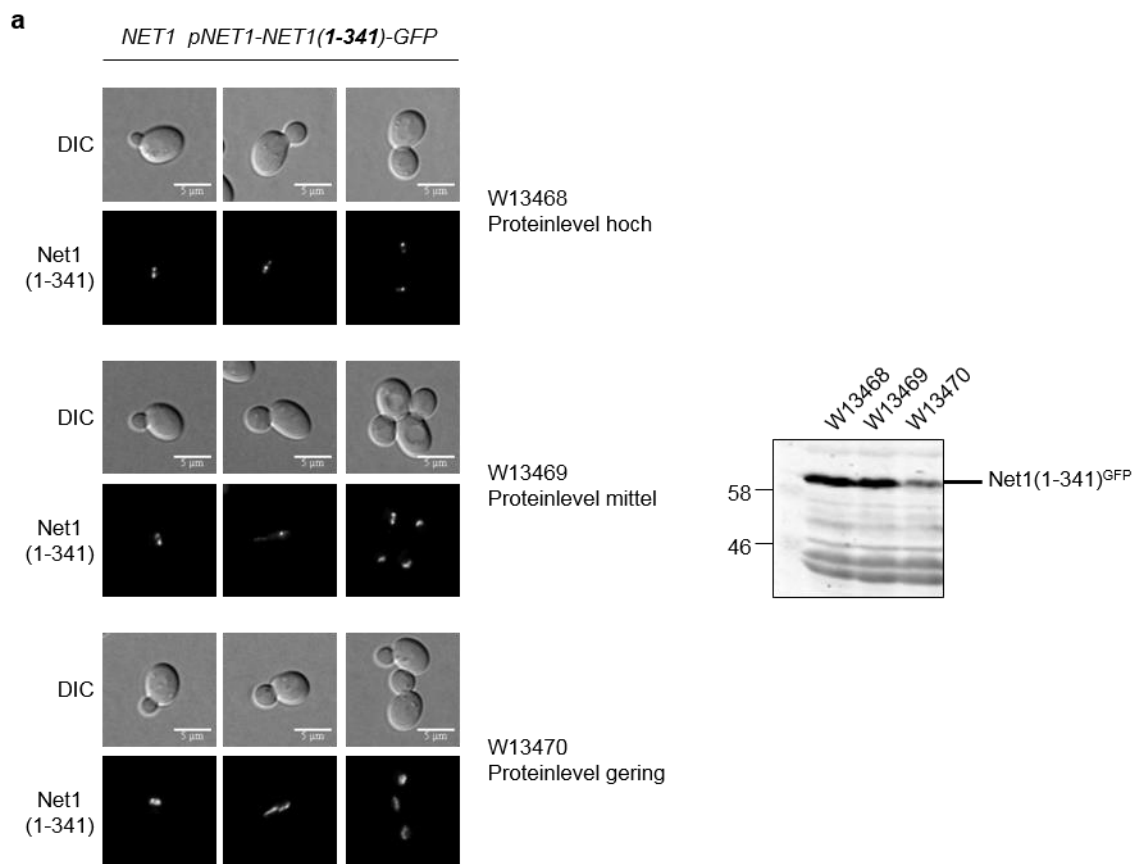 a
NET1 pNET1-NET1(1-341)-GFP
DIC
5 µm
5 µm
5 µm
Net1
(1-341)
W13468
Proteinlevel hoch
DIC
5 µm
5 µm
5 µm
Net1
(1-341)
W13469
Proteinlevel mittel
W13468
W13469
W13470
58
46
Net1(1-341)GFP
DIC
5 µm
5 µm
5 µm
Net1
(1-341)
W13470
Proteinlevel gering